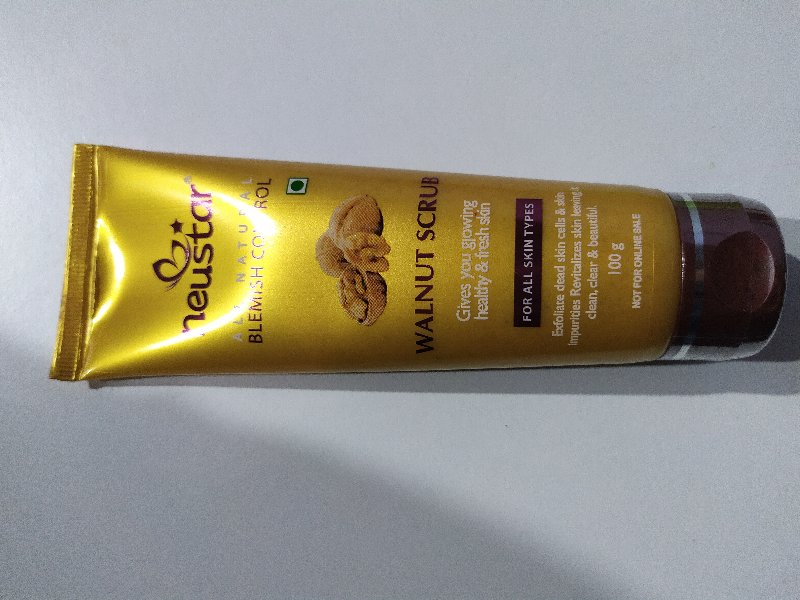 neustar®
ALL NATURAL
BLEMISH CONTROL
WALNUT SCRUB
Gives you glowing
healthy & fresh skin
FOR ALL SKIN TYPES
Exfoliate dead skin cells & skin
impurities Revitalizes skin leaving it
clean, clear & beautiful.
100 g
NOT FOR ONLINE SALE